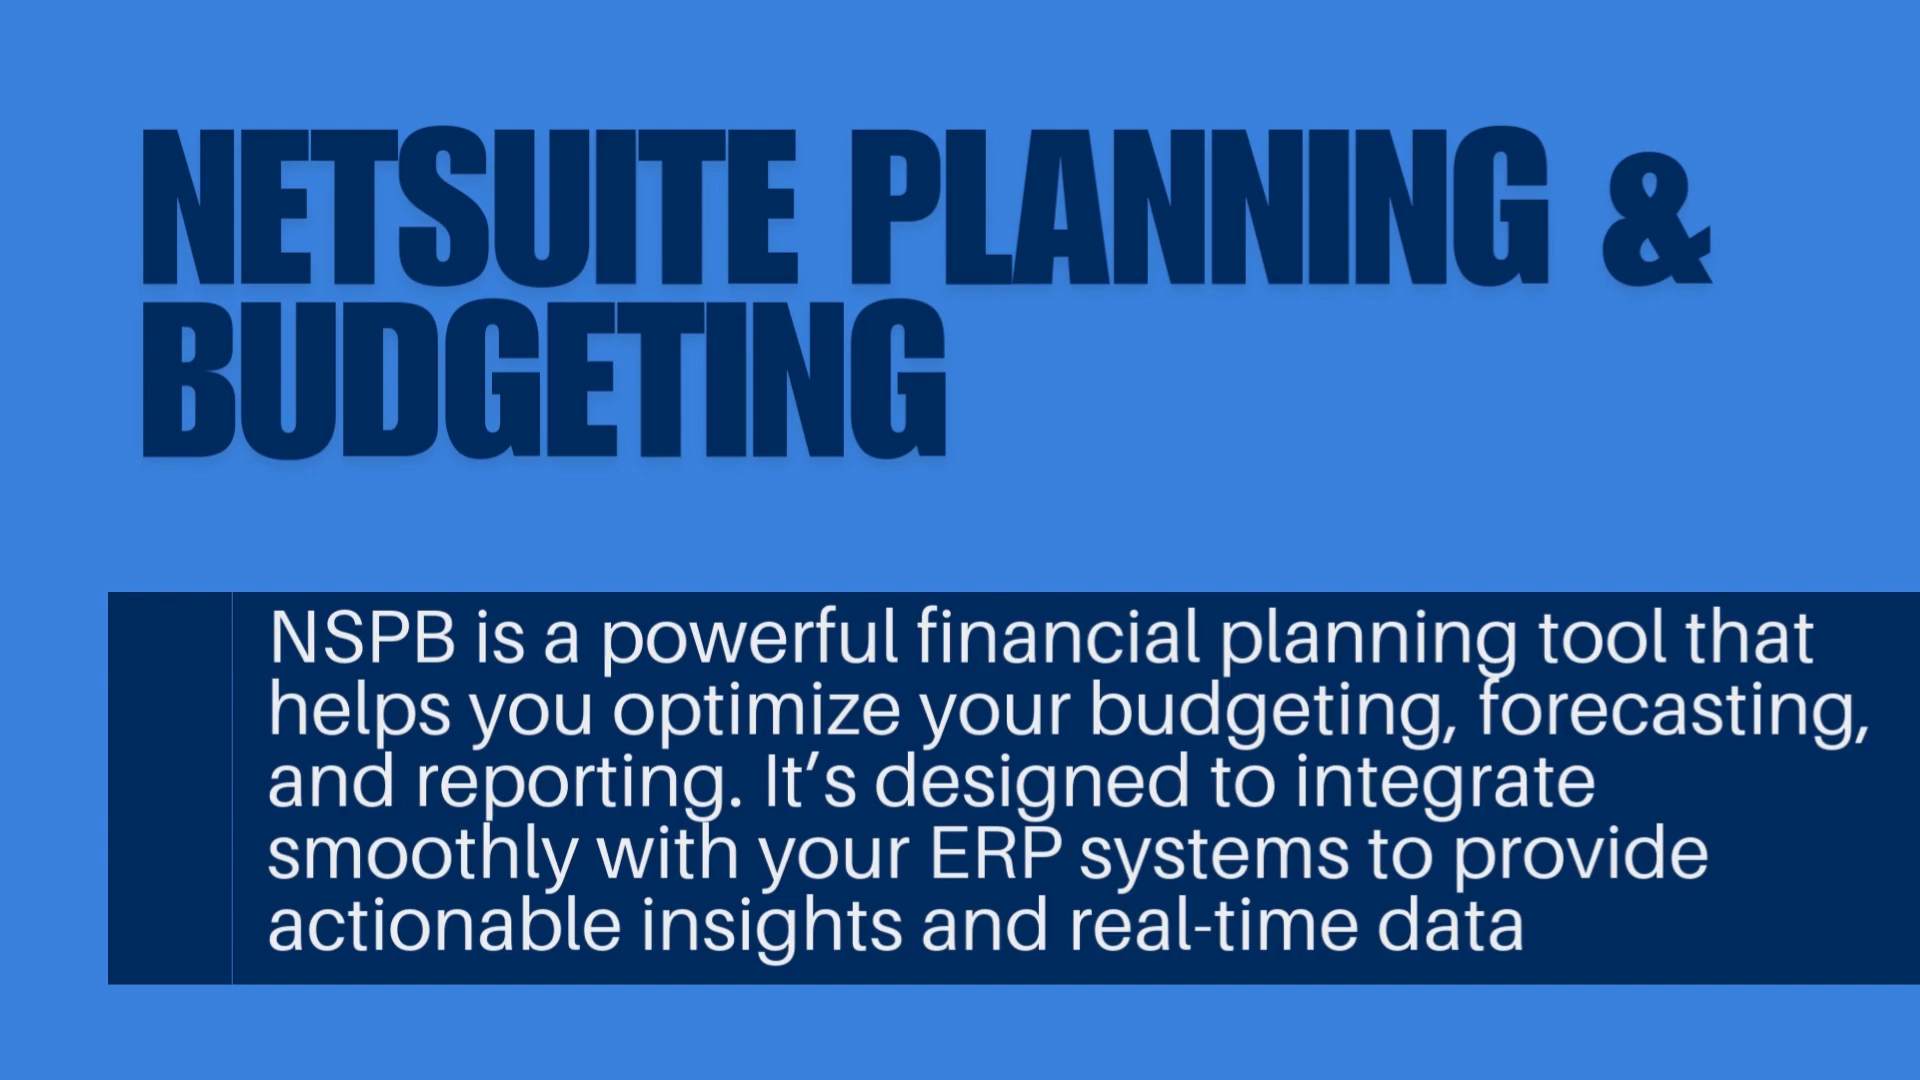 NETSUITE PLANNING &
BUDGETING
NSPB is a powerful financial planning tool that
helps you optimize your budgeting, forecasting,
and reporting. It’s designed to integrate
smoothly with your ERP systems to provide
actionable insights and real-time data